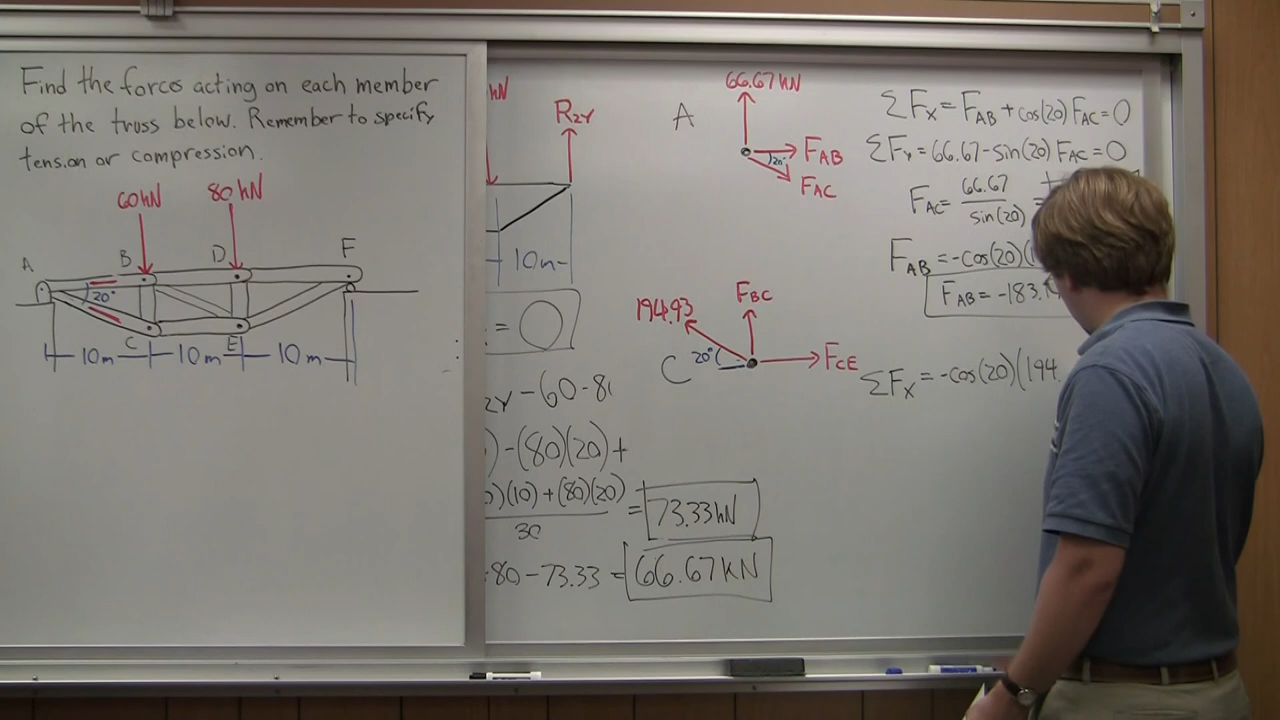 Find the forces acting on each member
of the truss below. Remember to specify
tension or compression.
60kN
80kN
A
B
D
F
20°
C
E
10m
10m
10m
kN
R2Y
10m
= 0
2Y -60-80
) -(80)(20) +
)(10) + (80)(20)
30
= 73.33kN
80-73.33 = 66.67kN
A
66.67kN
FAB
20°
FAC
194.93
FBC
C
20°
FCE
ΣFx = FAB + cos(20) FAC = 0
ΣFY = 66.67 - sin(20) FAC = 0
FAC = 66.67
sin(20)
=
FAB = -cos(20)(1
FAB = -183.
ΣFx = -cos(20)(194.